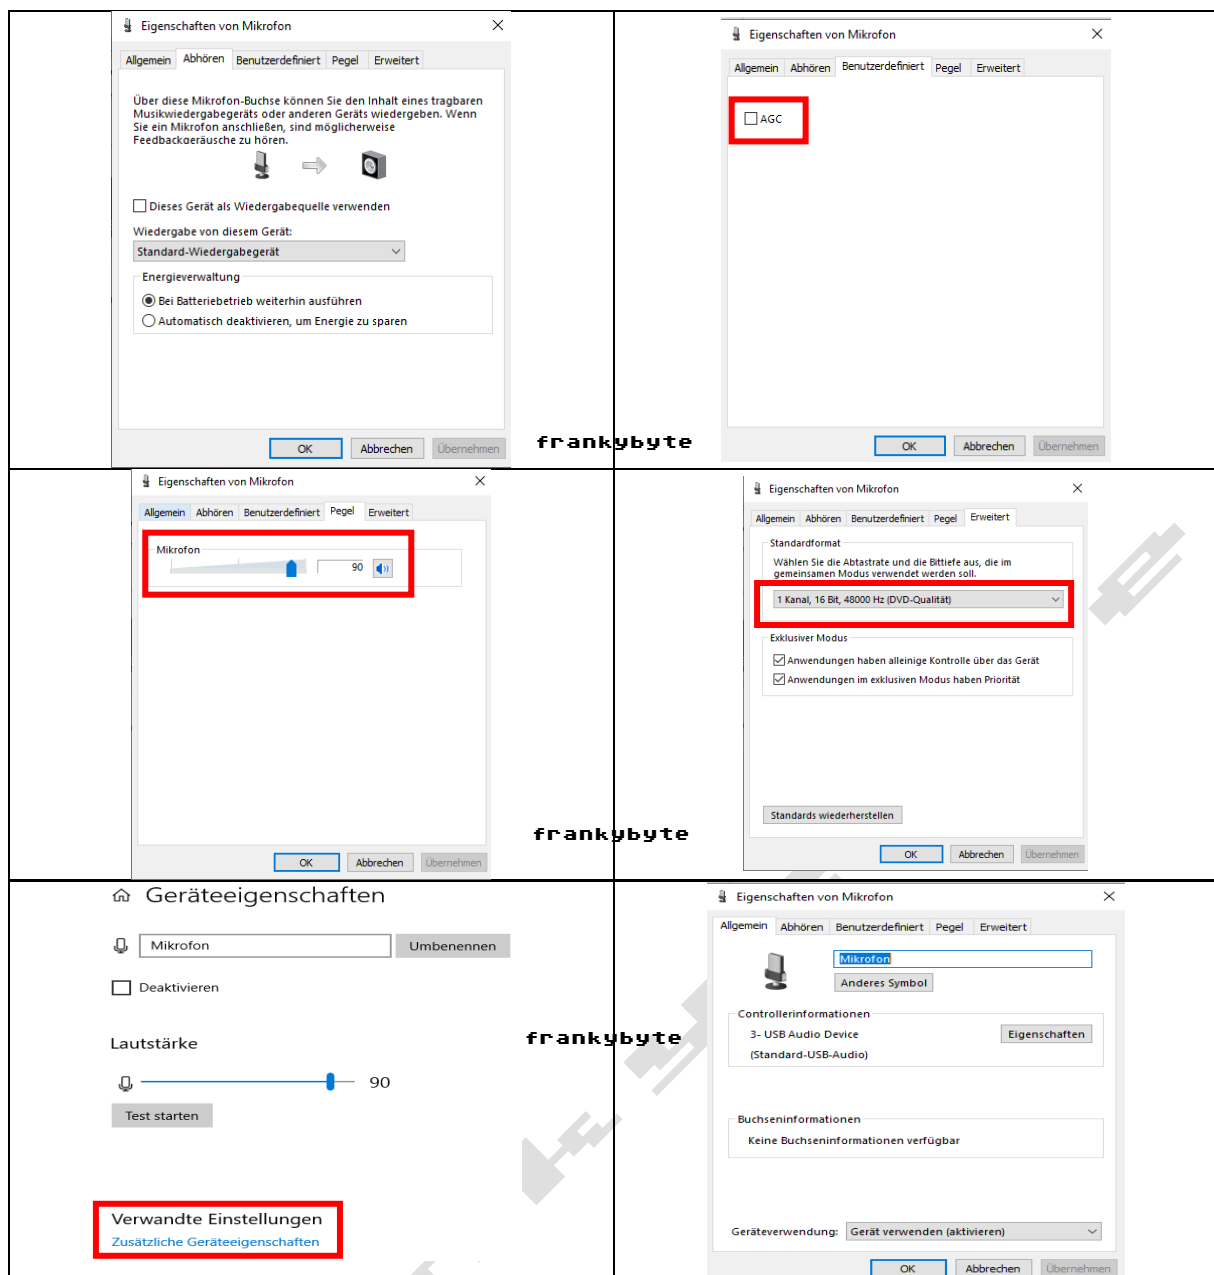 Eigenschaften von Mikrofon
Allgemein Abhören Benutzerdefiniert Pegel Erweitert
Über diese Mikrofon-Buchse können Sie den Inhalt eines tragbaren
Musikwiedergabegeräts oder anderen Geräts wiedergeben. Wenn
Sie ein Mikrofon anschließen, sind möglicherweise
Feedbackgeräusche zu hören.
Dieses Gerät als Wiedergabequelle verwenden
Wiedergabe von diesem Gerät:
Standard-Wiedergabegerät
Energieverwaltung
Bei Batteriebetrieb weiterhin ausführen
Automatisch deaktivieren, um Energie zu sparen
OK Abbrechen Übernehmen
Eigenschaften von Mikrofon
Allgemein Abhören Benutzerdefiniert Pegel Erweitert
AGC
OK Abbrechen Übernehmen
frankybyte
Eigenschaften von Mikrofon
Allgemein Abhören Benutzerdefiniert Pegel Erweitert
Mikrofon
90
OK Abbrechen Übernehmen
Eigenschaften von Mikrofon
Allgemein Abhören Benutzerdefiniert Pegel Erweitert
Standardformat
Wählen Sie die Abtastrate und die Bittiefe aus, die im
gemeinsamen Modus verwendet werden soll.
1 Kanal, 16 Bit, 48000 Hz (DVD-Qualität)
Exklusiver Modus
Anwendungen haben alleinige Kontrolle über das Gerät
Anwendungen im exklusiven Modus haben Priorität
Standards wiederherstellen
OK Abbrechen Übernehmen
frankybyte
Geräteeigenschaften
Mikrofon Umbenennen
Deaktivieren
Lautstärke
90
Test starten
Verwandte Einstellungen
Zusätzliche Geräteeigenschaften
frankybyte
Eigenschaften von Mikrofon
Allgemein Abhören Benutzerdefiniert Pegel Erweitert
Mikrofon
Anderes Symbol
Controllerinformationen
3- USB Audio Device Eigenschaften
(Standard-USB-Audio)
Buchseninformationen
Keine Buchseninformationen verfügbar
Geräteverwendung: Gerät verwenden (aktivieren)
OK Abbrechen Übernehmen